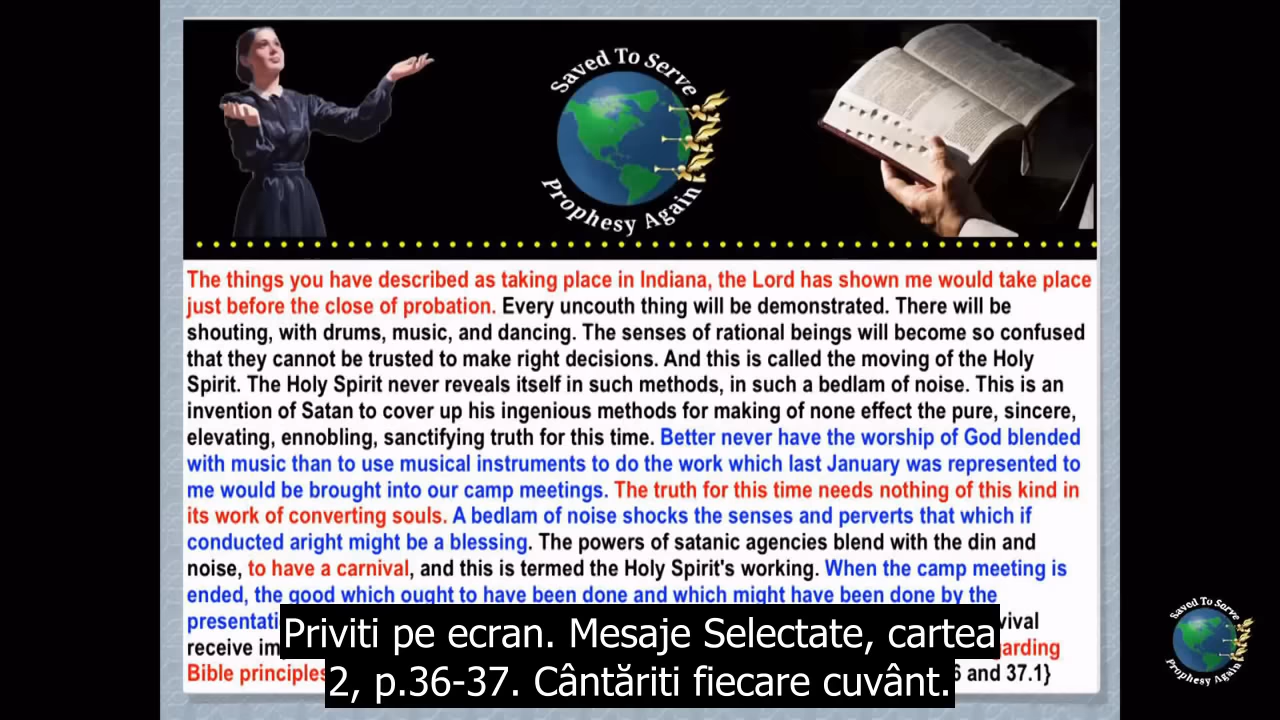 Saved To Serve
Prophesy Again
The things you have described as taking place in Indiana, the Lord has shown me would take place
just before the close of probation. Every uncouth thing will be demonstrated. There will be
shouting, with drums, music, and dancing. The senses of rational beings will become so confused
that they cannot be trusted to make right decisions. And this is called the moving of the Holy
Spirit. The Holy Spirit never reveals itself in such methods, in such a bedlam of noise. This is an
invention of Satan to cover up his ingenious methods for making of none effect the pure, sincere,
elevating, ennobling, sanctifying truth for this time. Better never have the worship of God blended
with music than to use musical instruments to do the work which last January was represented to
me would be brought into our camp meetings. The truth for this time needs nothing of this kind in
its work of converting souls. A bedlam of noise shocks the senses and perverts that which if
conducted aright might be a blessing. The powers of satanic agencies blend with the din and
noise, to have a carnival, and this is termed the Holy Spirit's working. When the camp meeting is
ended, the good which ought to have been done and which might have been done by the
receive
Bible principles and 37.1}
Priviti pe ecran. Mesaje Selectate, cartea
2, p.36-37. Cântăriti fiecare cuvânt.
Saved To Serve
Prophesy Again